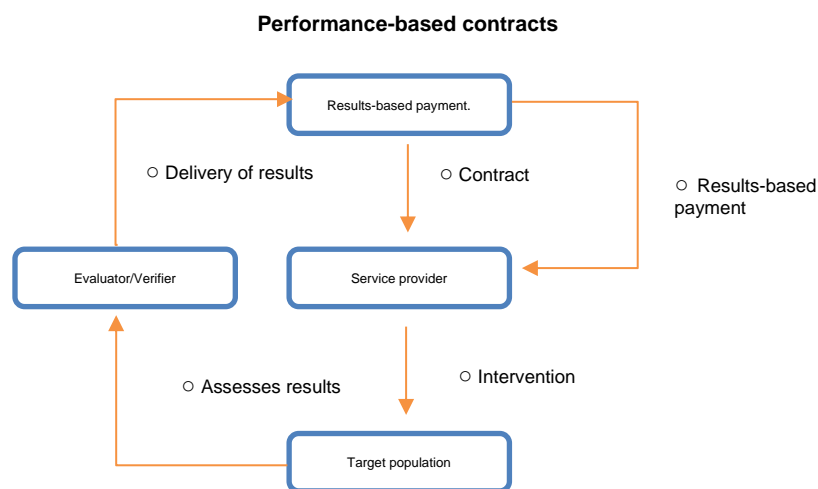 Performance-based contracts
Results-based payment.
○ Delivery of results
○ Contract
○ Results-based
payment
Evaluator/Verifier
Service provider
○ Assesses results
○ Intervention
Target population